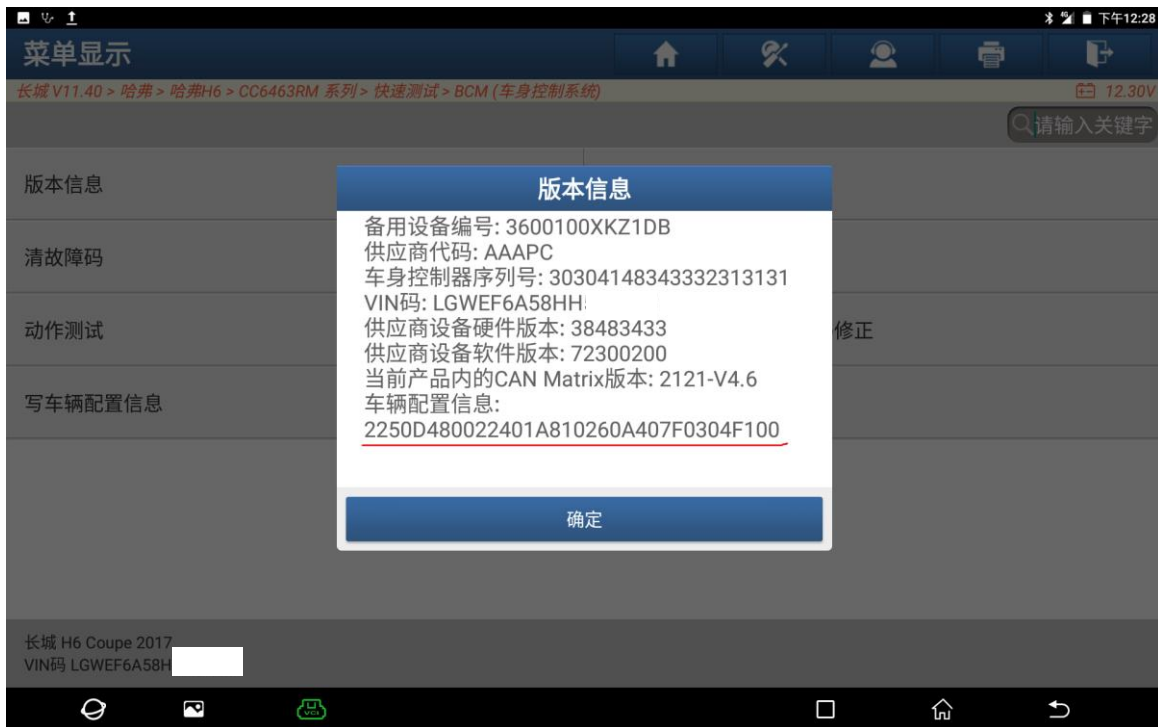 下午12:28
菜单显示
长城 V11.40 > 哈弗 > 哈弗H6 > CC6463RM 系列 > 快速测试 > BCM (车身控制系统)
12.30V
请输入关键字
版本信息
清故障码
动作测试
修正
写车辆配置信息
版本信息
备用设备编号: 3600100XKZ1DB
供应商代码: AAAPC
车身控制器序列号: 30304148343332313131
VIN码: LGWEF6A58HH
供应商设备硬件版本: 38483433
供应商设备软件版本: 72300200
当前产品内的CAN Matrix版本: 2121-V4.6
车辆配置信息:
2250D480022401A810260A407F0304F100
确定
长城 H6 Coupe 2017
VIN码 LGWEF6A58H